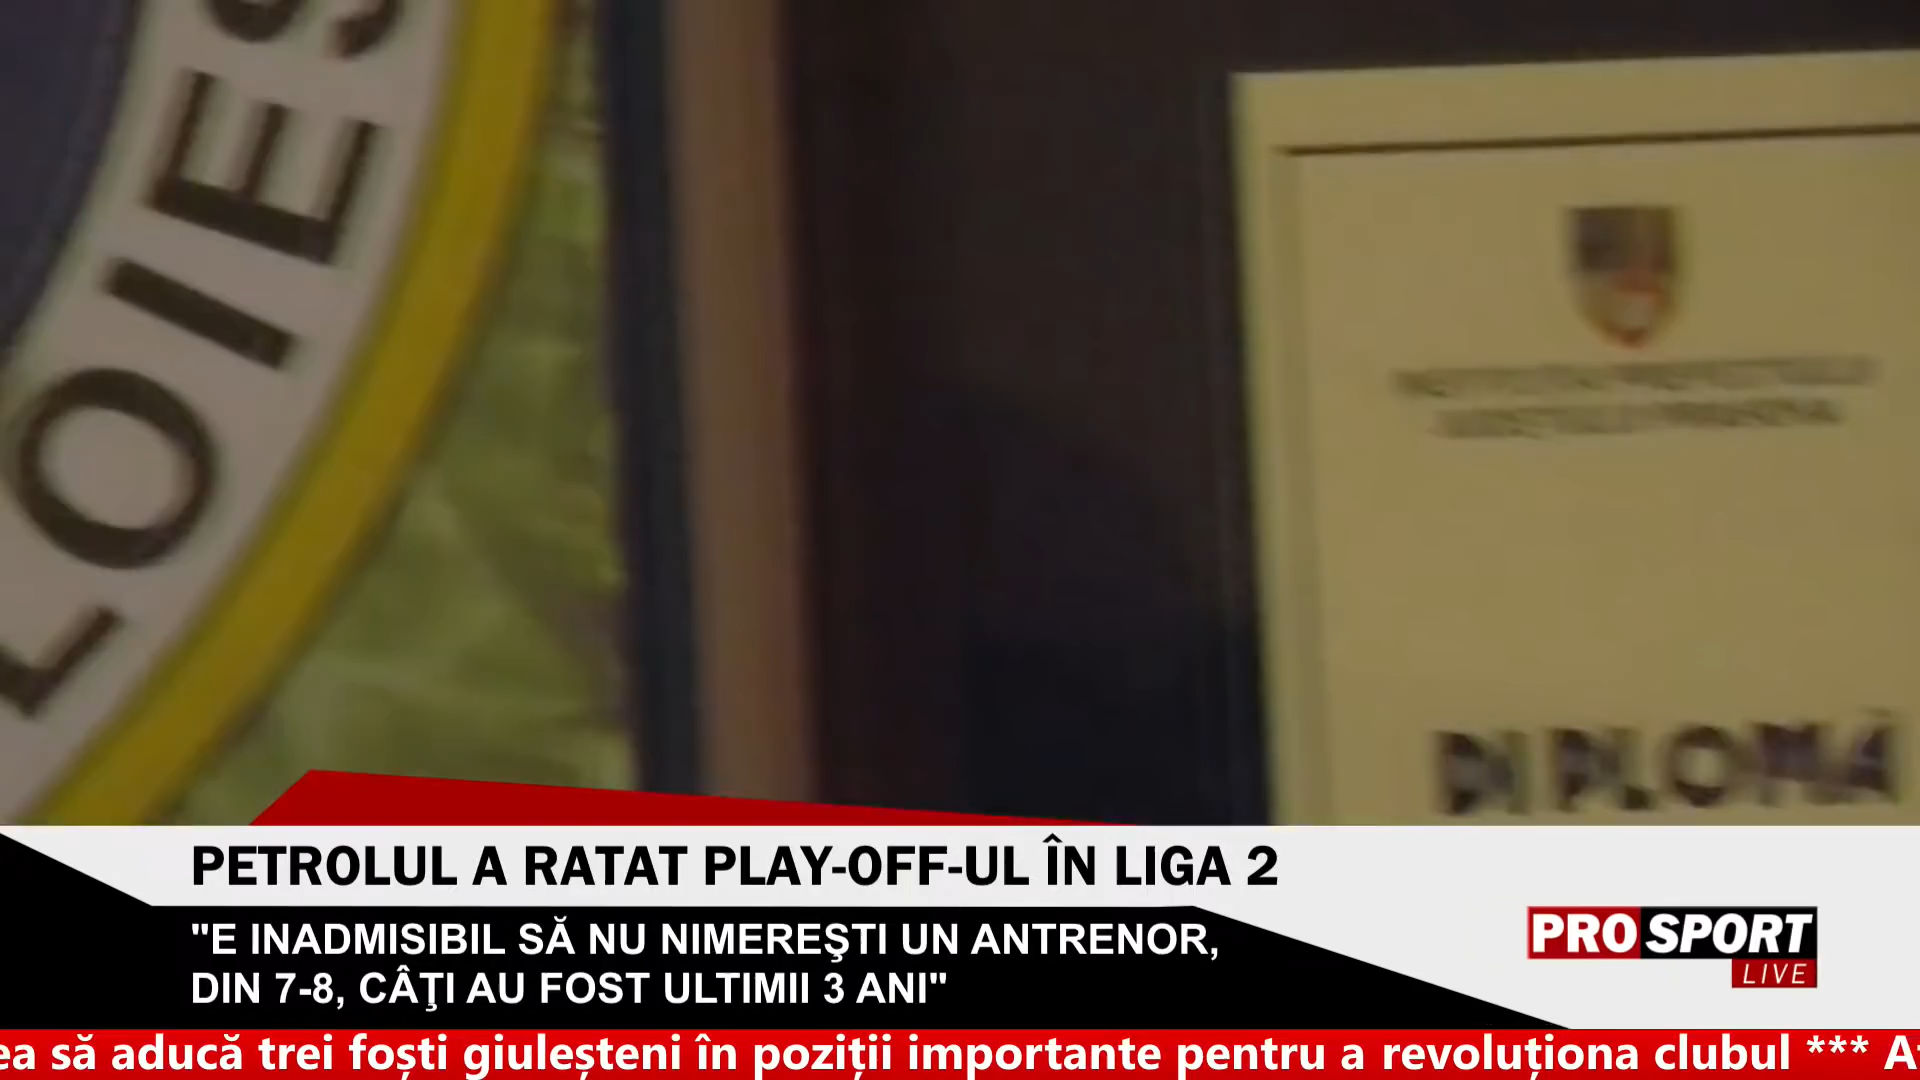 LOIEȘ
DIPLOMĂ
PETROLUL A RATAT PLAY-OFF-UL ÎN LIGA 2
"E INADMISIBIL SĂ NU NIMEREŞTI UN ANTRENOR,
DIN 7-8, CÂŢI AU FOST ULTIMII 3 ANI"
PRO SPORT
LIVE
ea să aducă trei foști giuleșteni în poziții importante pentru a revoluționa clubul ***